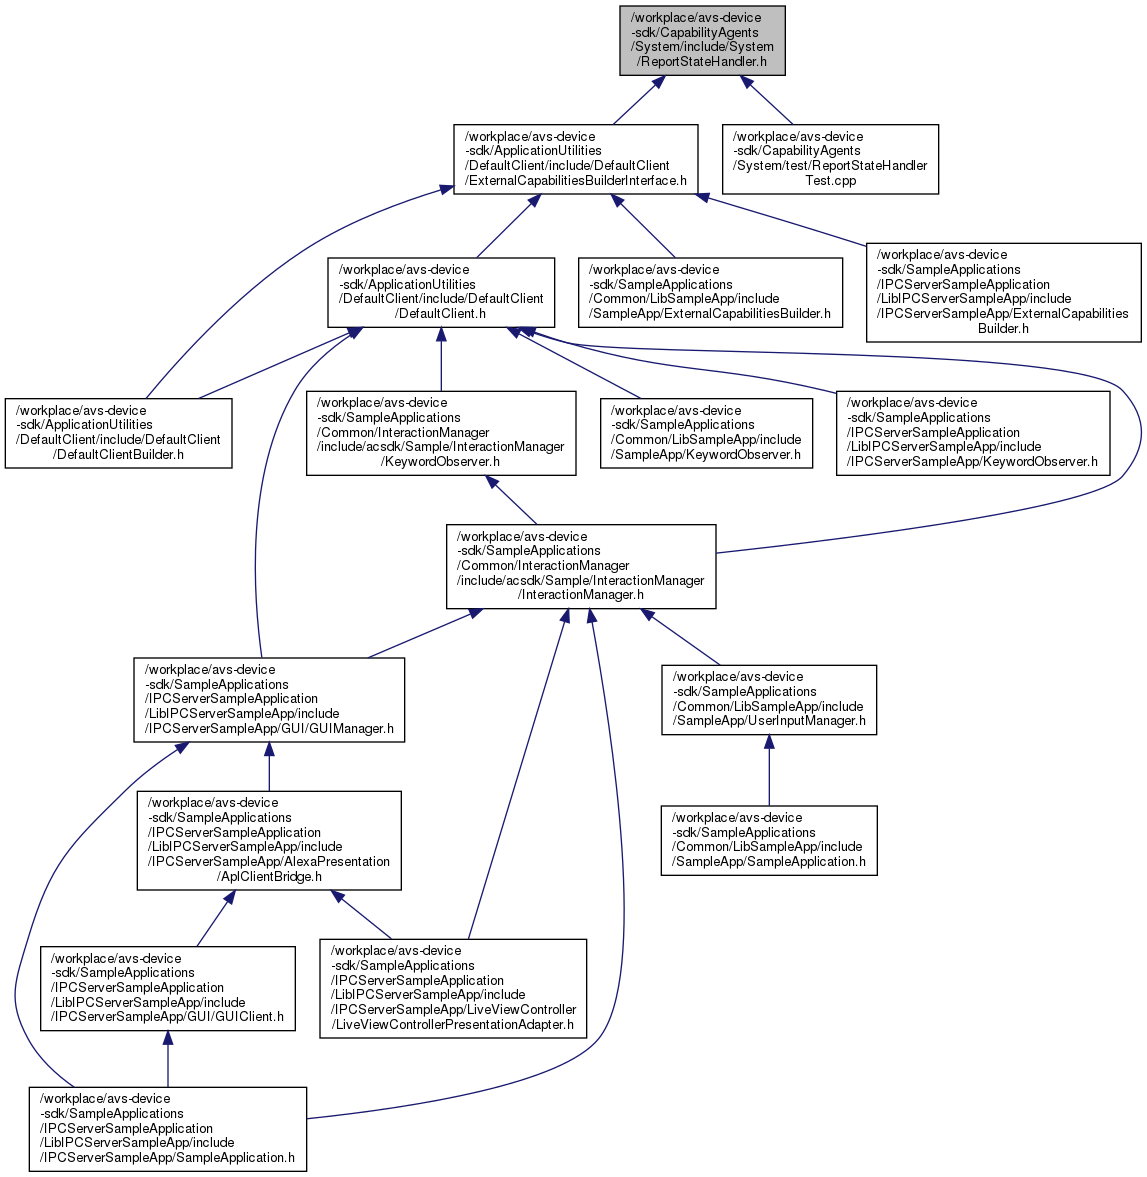 /workplace/avs-device
-sdk/CapabilityAgents
/System/include/System
/ReportStateHandler.h
/workplace/avs-device
-sdk/ApplicationUtilities
/DefaultClient/include/DefaultClient
/ExternalCapabilitiesBuilderInterface.h
/workplace/avs-device
-sdk/CapabilityAgents
/System/test/ReportStateHandler
Test.cpp
/workplace/avs-device
-sdk/ApplicationUtilities
/DefaultClient/include/DefaultClient
/DefaultClient.h
/workplace/avs-device
-sdk/SampleApplications
/Common/LibSampleApp/include
/SampleApp/ExternalCapabilitiesBuilder.h
/workplace/avs-device
-sdk/SampleApplications
/IPCServerSampleApplication
/LibIPCServerSampleApp/include
/IPCServerSampleApp/ExternalCapabilities
Builder.h
/workplace/avs-device
-sdk/ApplicationUtilities
/DefaultClient/include/DefaultClient
/DefaultClientBuilder.h
/workplace/avs-device
-sdk/SampleApplications
/Common/InteractionManager
/include/acsdk/Sample/InteractionManager
/KeywordObserver.h
/workplace/avs-device
-sdk/SampleApplications
/Common/LibSampleApp/include
/SampleApp/KeywordObserver.h
/workplace/avs-device
-sdk/SampleApplications
/IPCServerSampleApplication
/LibIPCServerSampleApp/include
/IPCServerSampleApp/KeywordObserver.h
/workplace/avs-device
-sdk/SampleApplications
/Common/InteractionManager
/include/acsdk/Sample/InteractionManager
/InteractionManager.h
/workplace/avs-device
-sdk/SampleApplications
/IPCServerSampleApplication
/LibIPCServerSampleApp/include
/IPCServerSampleApp/GUI/GUIManager.h
/workplace/avs-device
-sdk/SampleApplications
/Common/LibSampleApp/include
/SampleApp/UserInputManager.h
/workplace/avs-device
-sdk/SampleApplications
/IPCServerSampleApplication
/LibIPCServerSampleApp/include
/IPCServerSampleApp/AlexaPresentation
/AplClientBridge.h
/workplace/avs-device
-sdk/SampleApplications
/Common/LibSampleApp/include
/SampleApp/SampleApplication.h
/workplace/avs-device
-sdk/SampleApplications
/IPCServerSampleApplication
/LibIPCServerSampleApp/include
/IPCServerSampleApp/GUI/GUIClient.h
/workplace/avs-device
-sdk/SampleApplications
/IPCServerSampleApplication
/LibIPCServerSampleApp/include
/IPCServerSampleApp/LiveViewController
/LiveViewControllerPresentationAdapter.h
/workplace/avs-device
-sdk/SampleApplications
/IPCServerSampleApplication
/LibIPCServerSampleApp/include
/IPCServerSampleApp/SampleApplication.h